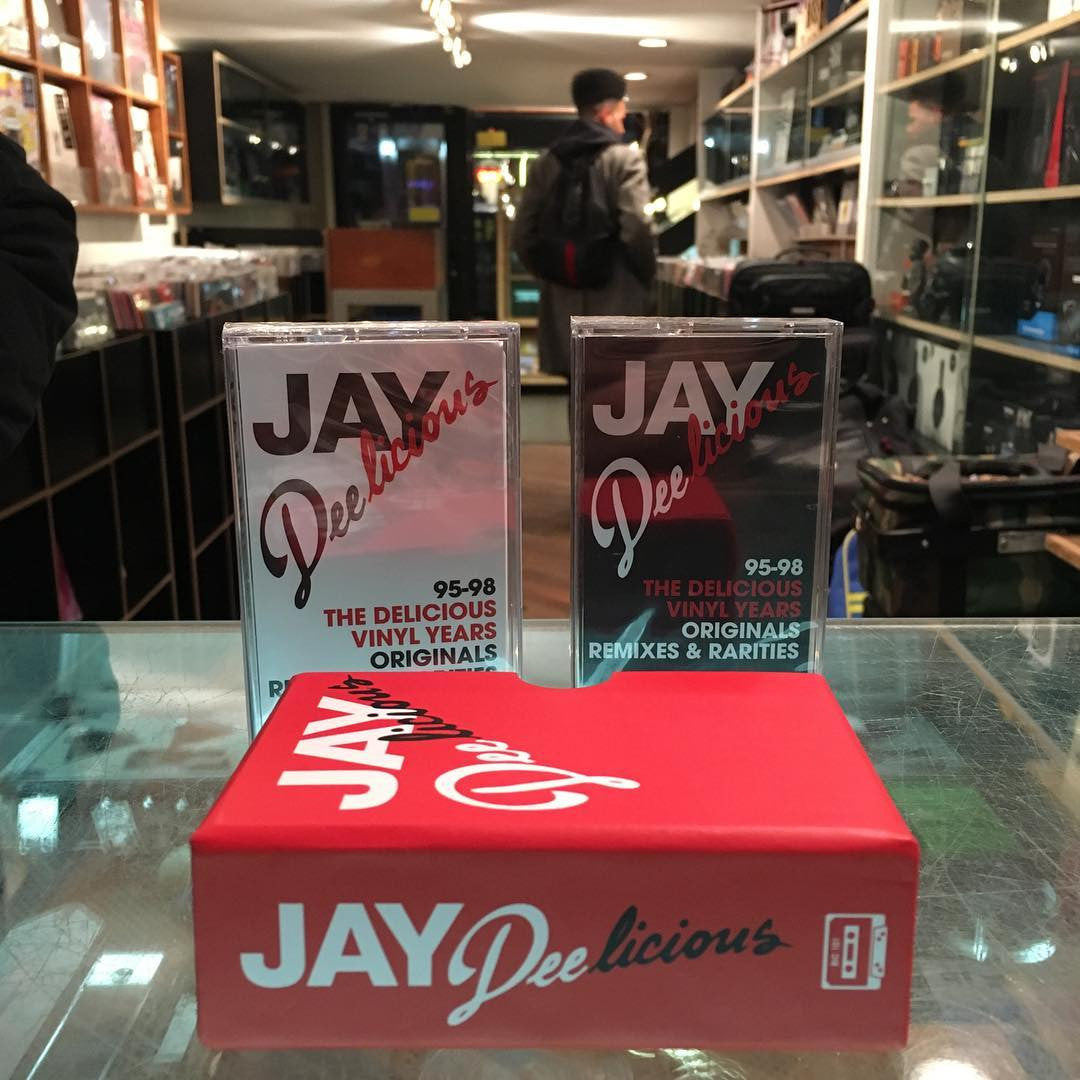 JAY
Deelicious
95-98
THE DELICIOUS
VINYL YEARS
ORIGINALS
JAY
Deelicious
95-98
THE DELICIOUS
VINYL YEARS
ORIGINALS
REMIXES & RARITIES
JAY
Deelicious
JAY Deelicious